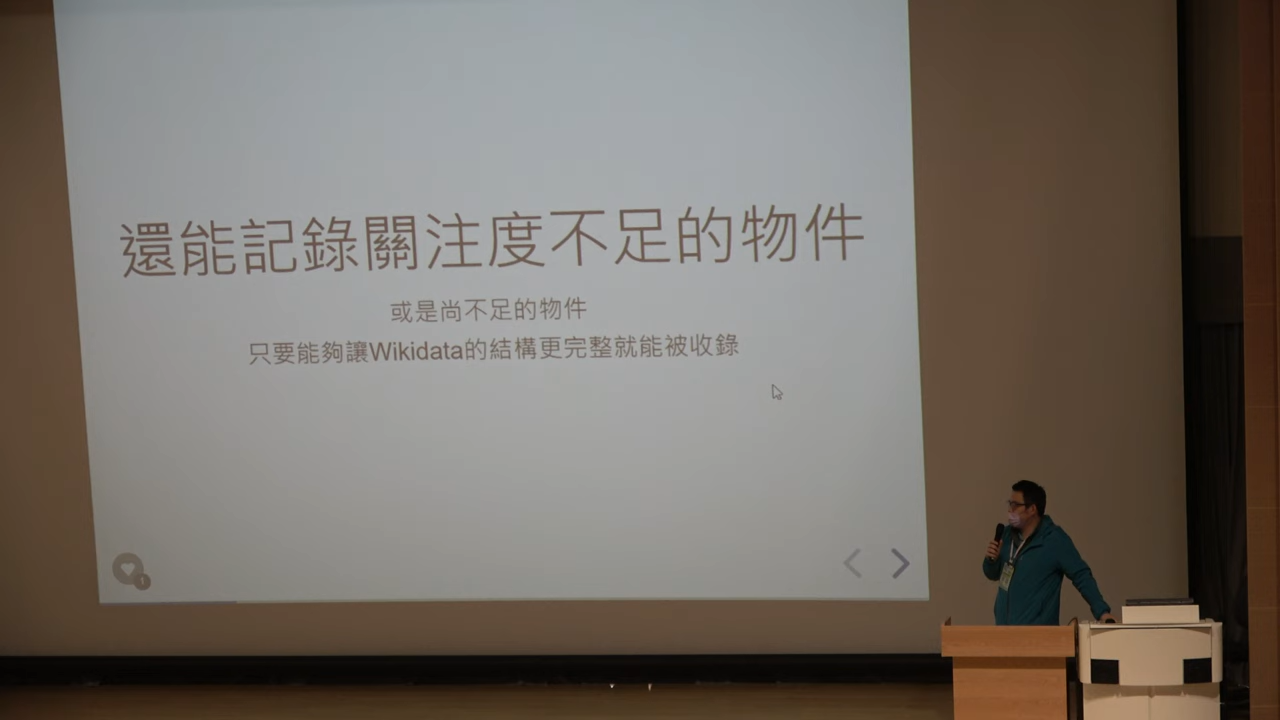 還能記錄關注度不足的物件
或是尚不足的物件
只要能夠讓Wikidata的結構更完整就能被收錄